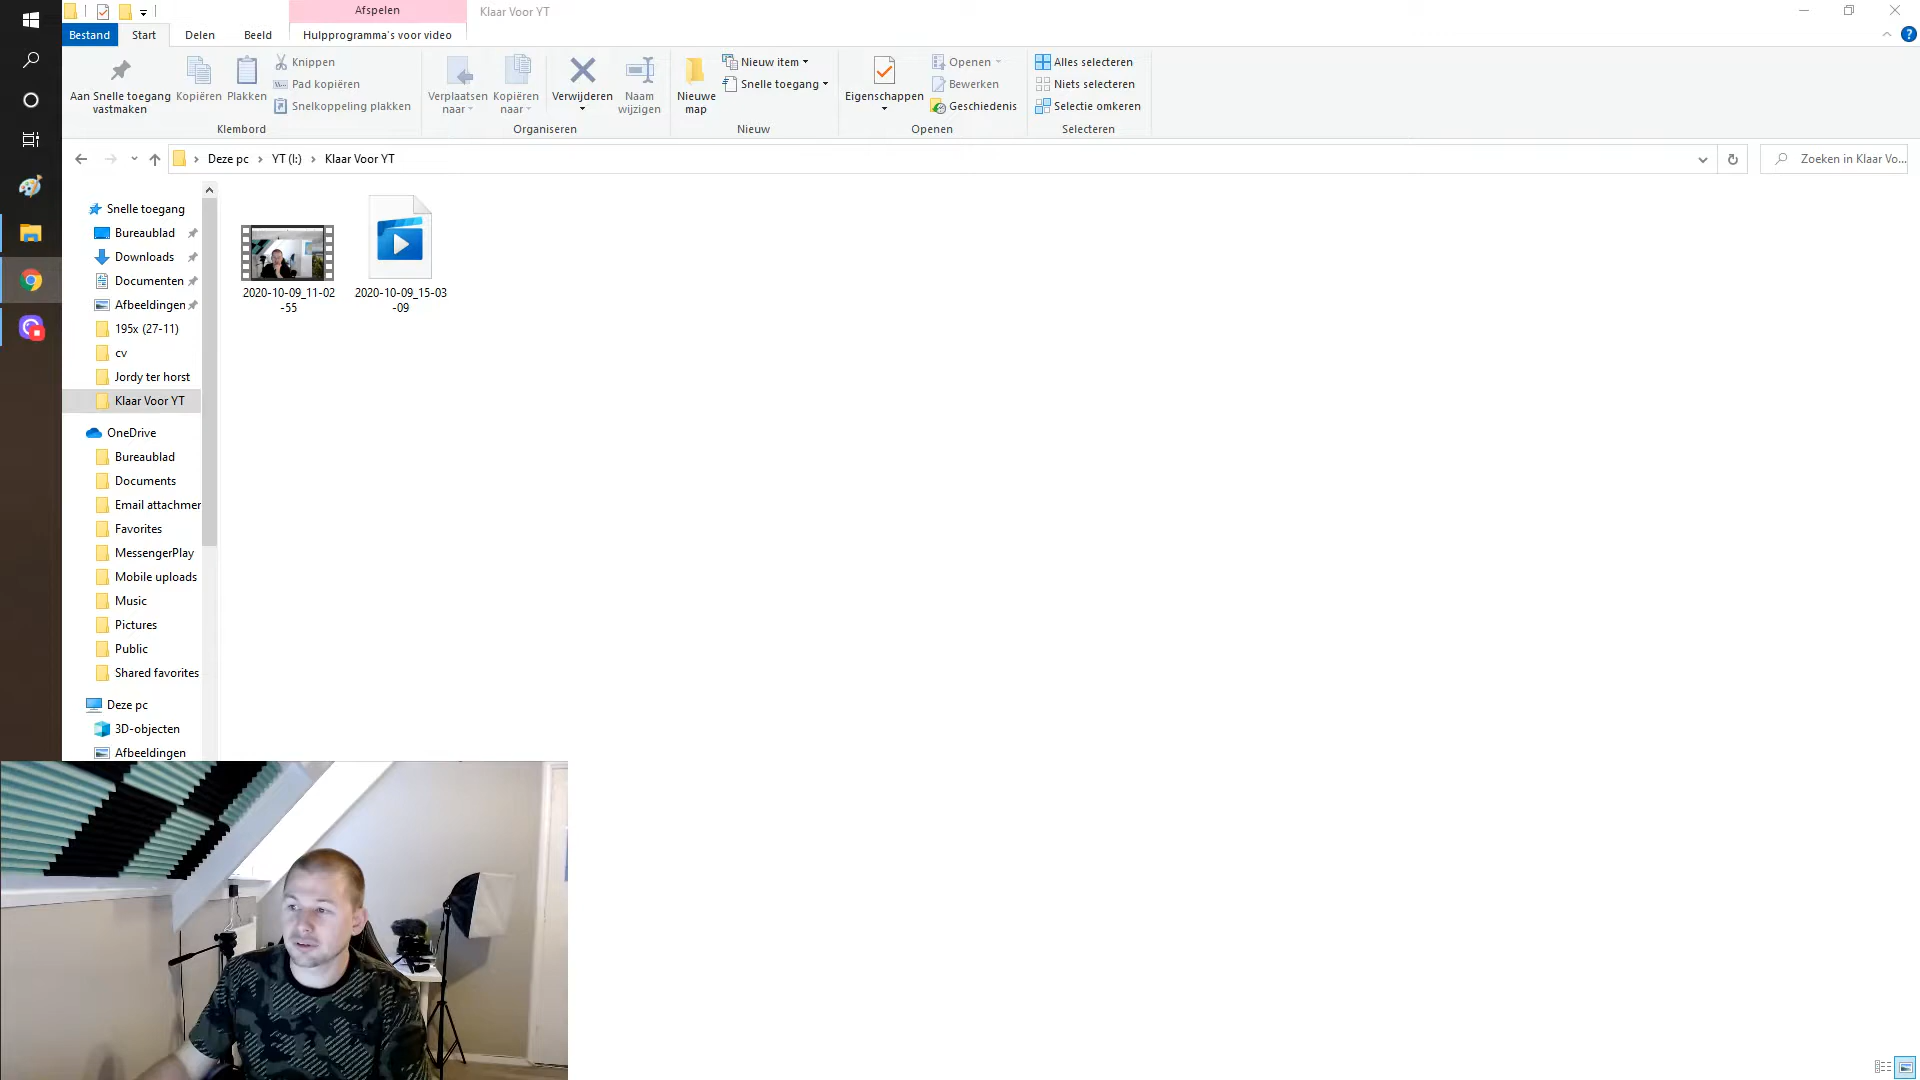 Afspelen
Klaar Voor YT
Bestand
Start
Delen
Beeld
Hulpprogramma's voor video
Aan Snelle toegang
vastmaken
Kopiëren
Plakken
Knippen
Pad kopiëren
Snelkoppeling plakken
Klembord
Verplaatsen
naar
Kopiëren
naar
Verwijderen
Naam
wijzigen
Organiseren
Nieuwe
map
Nieuw item
Snelle toegang
Nieuw
Eigenschappen
Openen
Bewerken
Geschiedenis
Openen
Alles selecteren
Niets selecteren
Selectie omkeren
Selecteren
Deze pc > YT (I:) > Klaar Voor YT
Zoeken in Klaar Vo...
Snelle toegang
Bureaublad
Downloads
Documenten
Afbeeldingen
195x (27-11)
cv
Jordy ter horst
Klaar Voor YT
OneDrive
Bureaublad
Documents
Email attachmer
Favorites
MessengerPlay
Mobile uploads
Music
Pictures
Public
Shared favorites
Deze pc
3D-objecten
Afbeeldingen
2020-10-09_11-02
-55
2020-10-09_15-03
-09